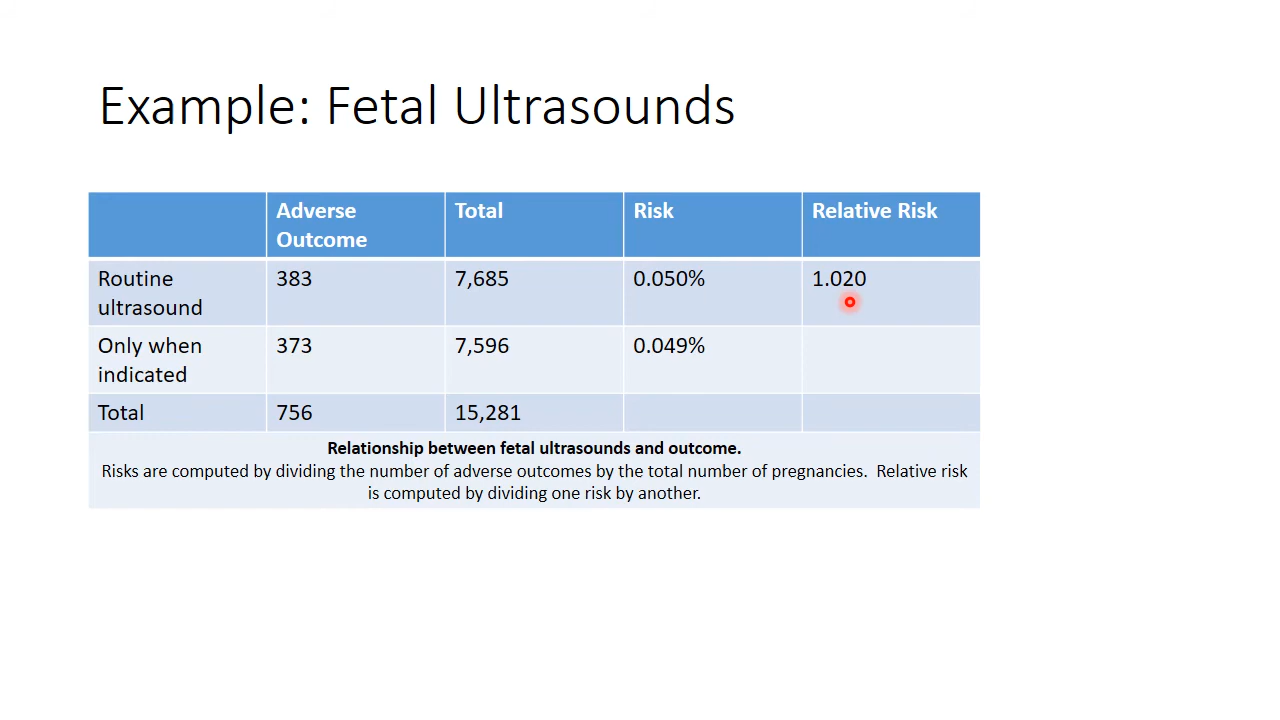 Example: Fetal Ultrasounds
Adverse Outcome Total Risk Relative Risk
Routine ultrasound 383 7,685 0.050% 1.020
Only when indicated 373 7,596 0.049%
Total 756 15,281
Relationship between fetal ultrasounds and outcome.
Risks are computed by dividing the number of adverse outcomes by the total number of pregnancies. Relative risk
is computed by dividing one risk by another.